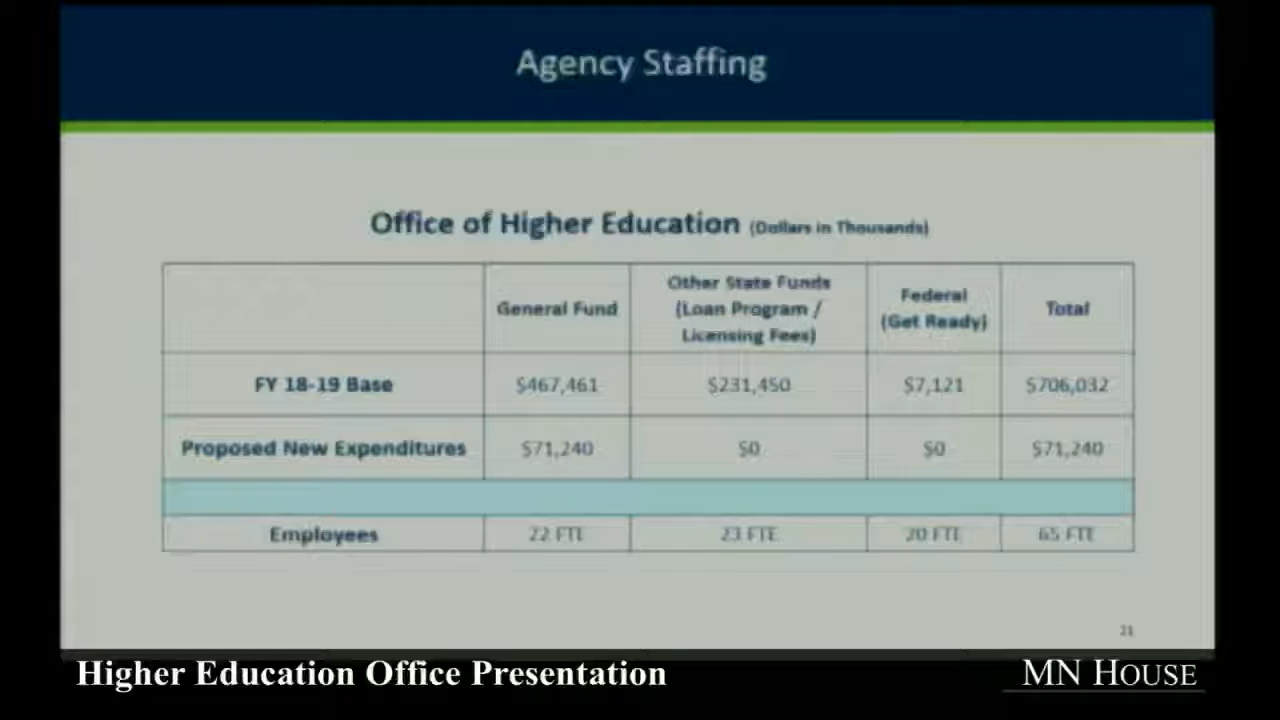 Agency Staffing
Office of Higher Education (Dollars in Thousands)
General Fund
Other State Funds
(Loan Program /
Licensing Fees)
Federal
(Get Ready)
Total
FY 18-19 Base $467,461 $231,450 $7,121 $706,032
Proposed New Expenditures $71,240 $0 $0 $71,240
Employees 22 FTE 23 FTE 20 FTE 65 FTE
21
Higher Education Office Presentation
MN HOUSE